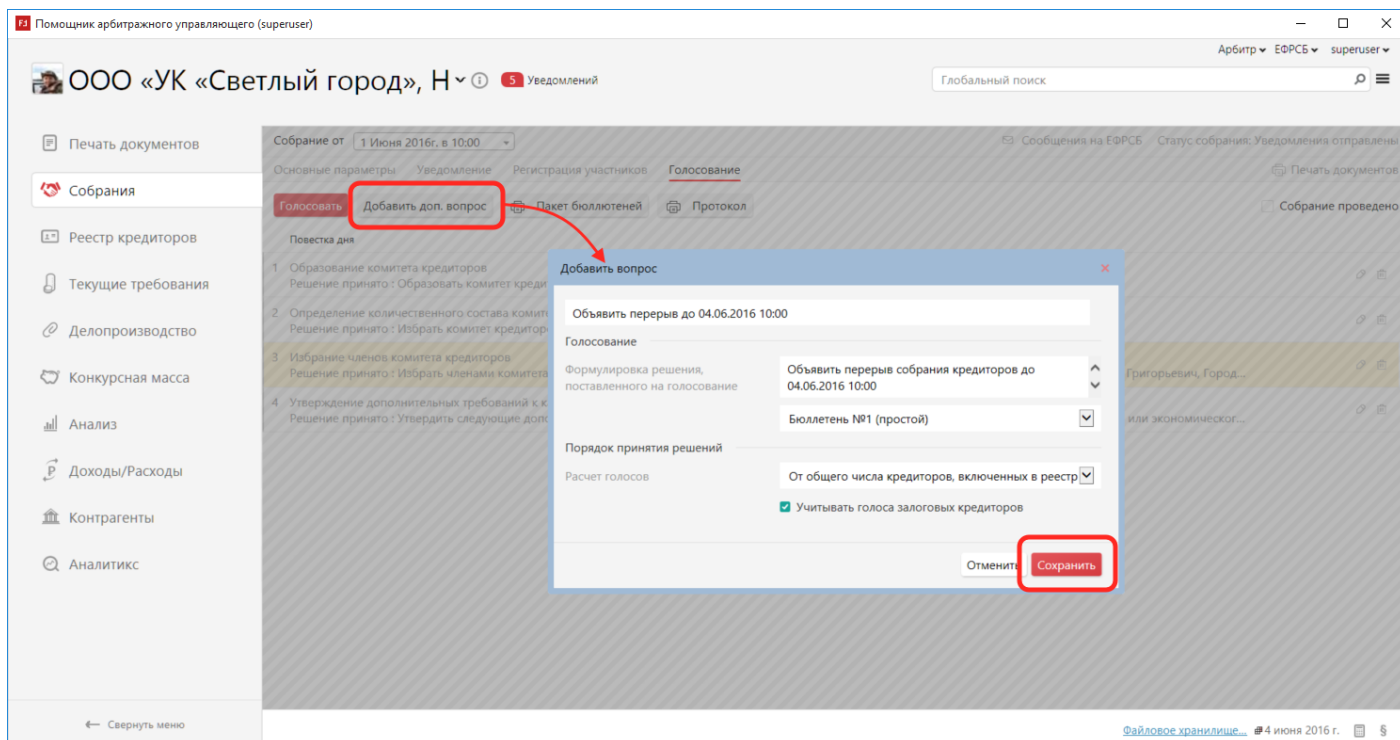 Помощник арбитражного управляющего (superuser)
Арбитр ЕФРСБ superuser
ООО «УК «Светлый город», Н 5 Уведомлений
Глобальный поиск
Печать документов
Собрания
Реестр кредиторов
Текущие требования
Делопроизводство
Конкурсная масса
Анализ
Доходы/Расходы
Контрагенты
Аналитикс
Свернуть меню
Собрание от 1 Июня 2016г. в 10:00 Сообщения на ЕФРСБ Статус собрания: Уведомления отправлены
Основные параметры Уведомление Регистрация участников Голосование Печать документов
Голосовать Добавить доп. вопрос Пакет бюллетеней Протокол Собрание проведено
Повестка дня
1 Образование комитета кредиторов
Решение принято : Образовать комитет креди
2 Определение количественного состава комит
Решение принято : Избрать комитет кредитор
3 Избрание членов комитета кредиторов
Решение принято : Избрать членами комитета Григорьевич, Город...
4 Утверждение дополнительных требований к к
Решение принято : Утвердить следующие допо или экономическог...
Добавить вопрос
Объявить перерыв до 04.06.2016 10:00
Голосование
Формулировка решения,
поставленного на голосование
Объявить перерыв собрания кредиторов до
04.06.2016 10:00
Бюллетень №1 (простой)
Порядок принятия решений
Расчет голосов От общего числа кредиторов, включенных в реестр
Учитывать голоса залоговых кредиторов
Отменить Сохранить
Файловое хранилище... 4 июня 2016 г. §